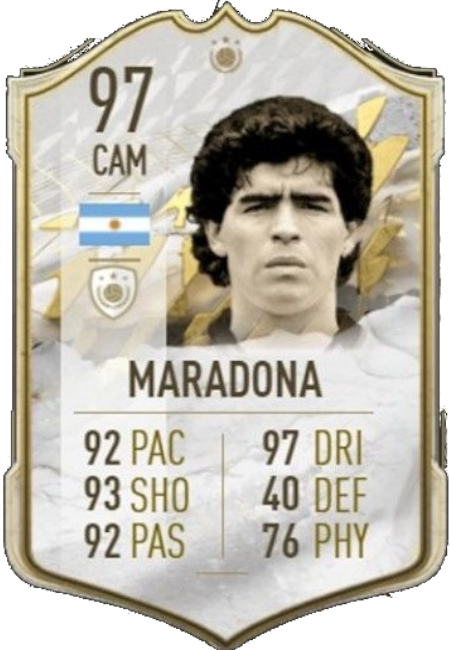 97
CAM
MARADONA
92 PAC
93 SHO
92 PAS
97 DRI
40 DEF
76 PHY